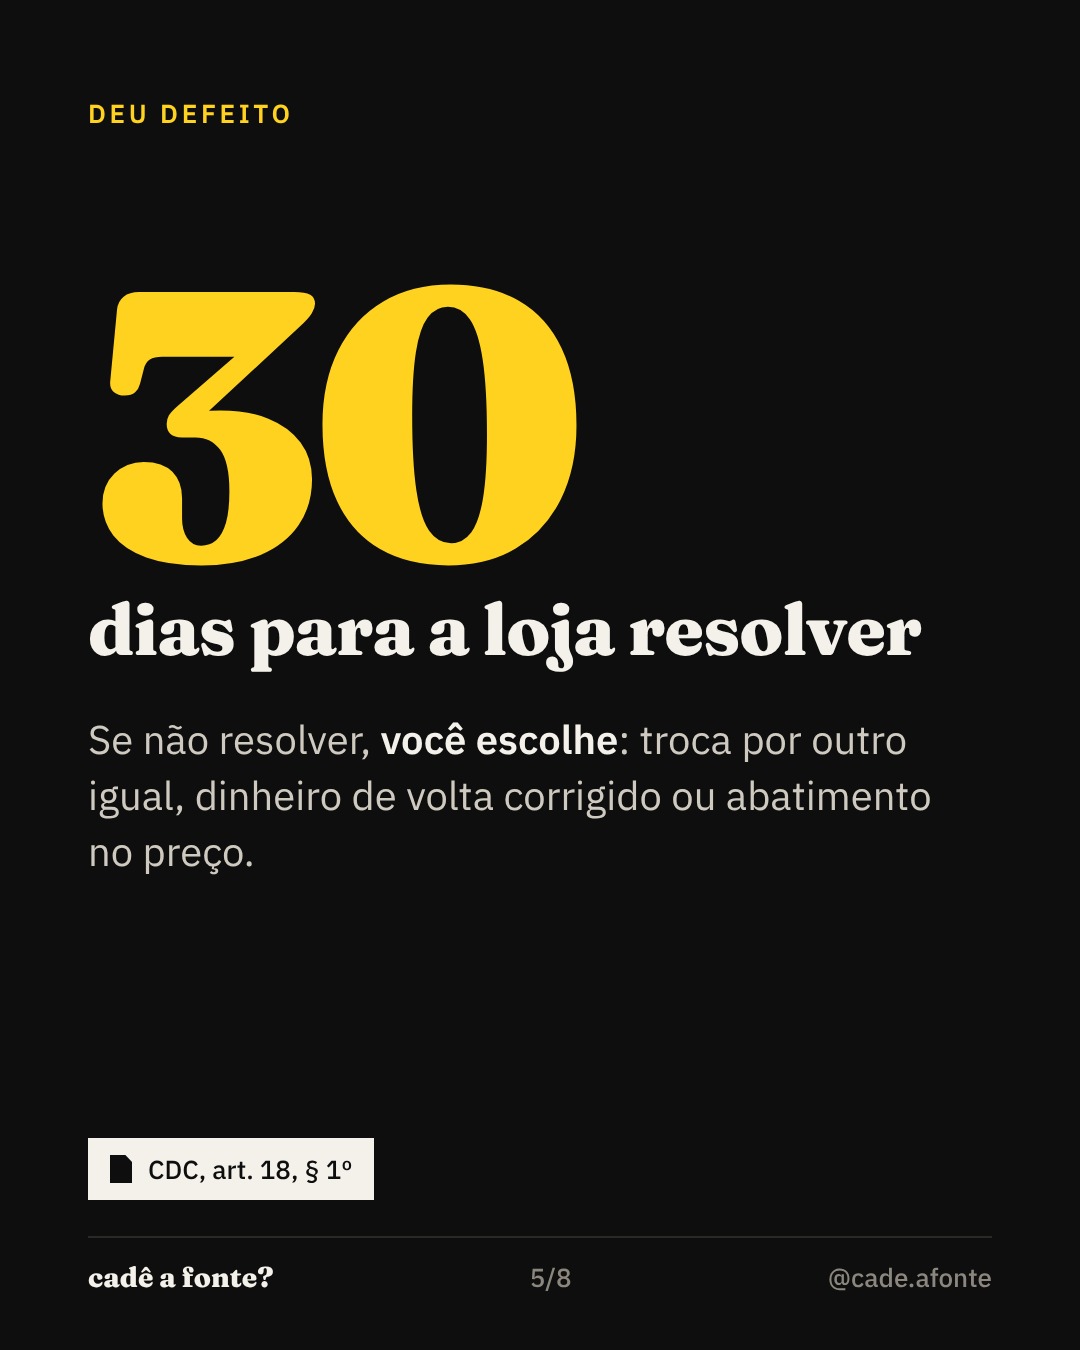 DEU DEFEITO
30
dias para a loja resolver
Se não resolver, você escolhe: troca por outro
igual, dinheiro de volta corrigido ou abatimento
no preço.
CDC, art. 18, § 1º
cadê a fonte?
5/8
@cade.afonte